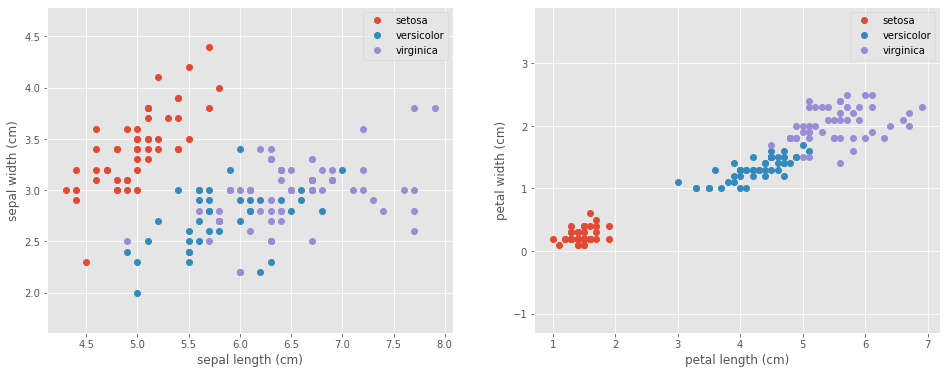 setosa
versicolor
virginica
4.5
4.0
3.5
3.0
2.5
2.0
sepal width (cm)
4.5 5.0 5.5 6.0 6.5 7.0 7.5 8.0
sepal length (cm)
setosa
versicolor
virginica
3
2
1
0
−1
petal width (cm)
1 2 3 4 5 6 7
petal length (cm)